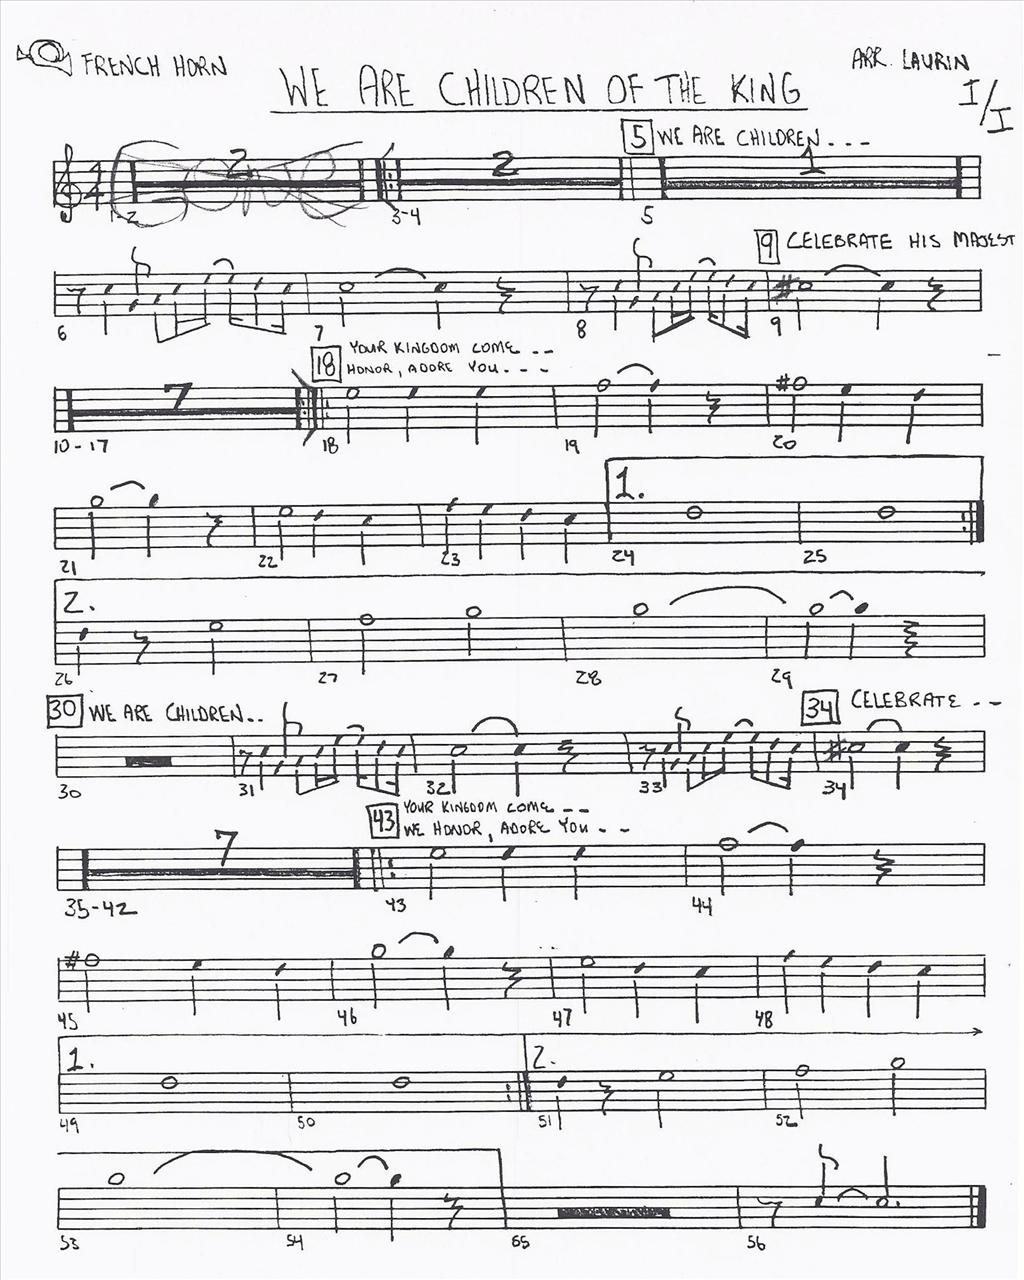 FRENCH HORN
ARR. LAURIN
WE ARE CHILDREN OF THE KING
I/I
5 WE ARE CHILDREN...
2 2 1
1-2 3-4 5
9 CELEBRATE HIS MAJEST
6 7 8 9
18 YOUR KINGDOM COME --
HONOR, ADORE YOU...
7
10-17 18 19 20
1.
21 22 23 24 25
2.
26 27 28 29
30 WE ARE CHILDREN..
34 CELEBRATE --
30 31 32 33 34
43 YOUR KINGDOM COME --
WE HONOR, ADORE YOU --
7
35-42 43 44
45 46 47 48
1. 2.
49 50 51 52
53 54 55 56